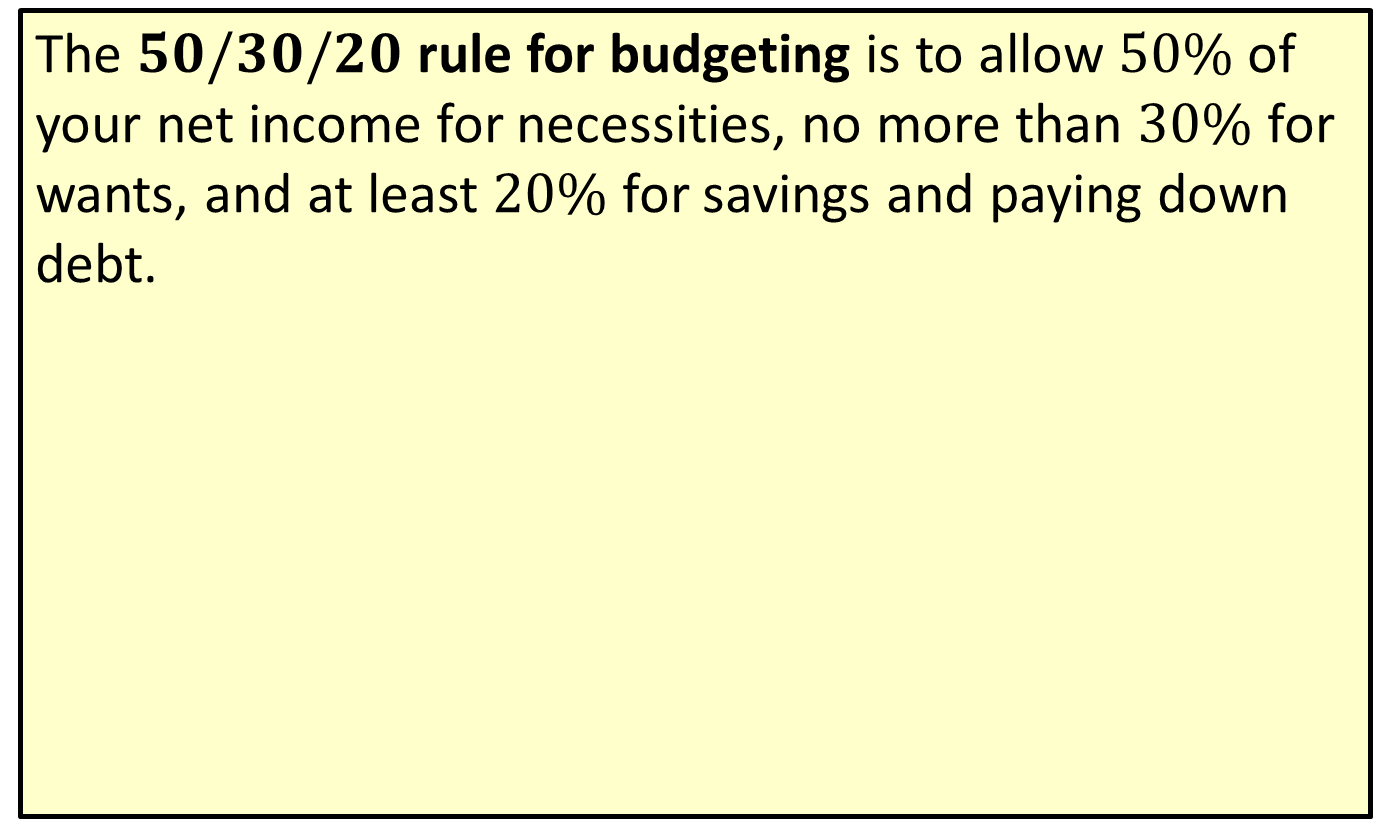 The 50/30/20 rule for budgeting is to allow 50% of
your net income for necessities, no more than 30% for
wants, and at least 20% for savings and paying down
debt.